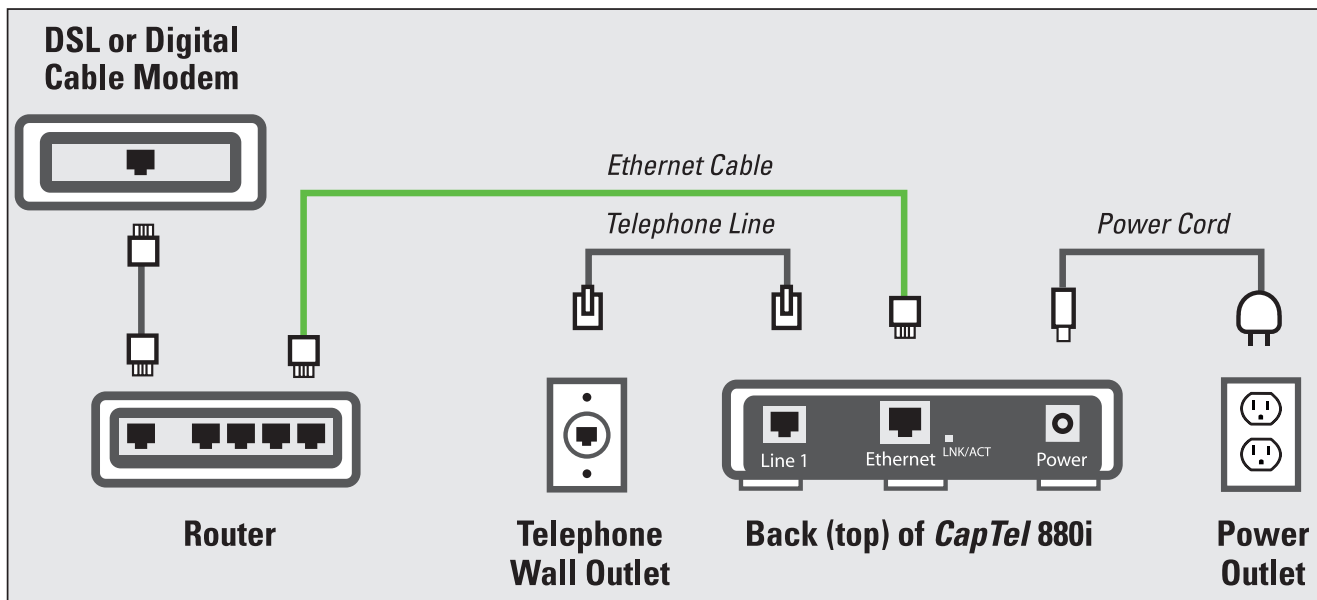 DSL or Digital
Cable Modem
Ethernet Cable
Telephone Line
Power Cord
Line 1
Ethernet
LNK/ACT
Power
Router
Telephone
Wall Outlet
Back (top) of CapTel 880i
Power
Outlet